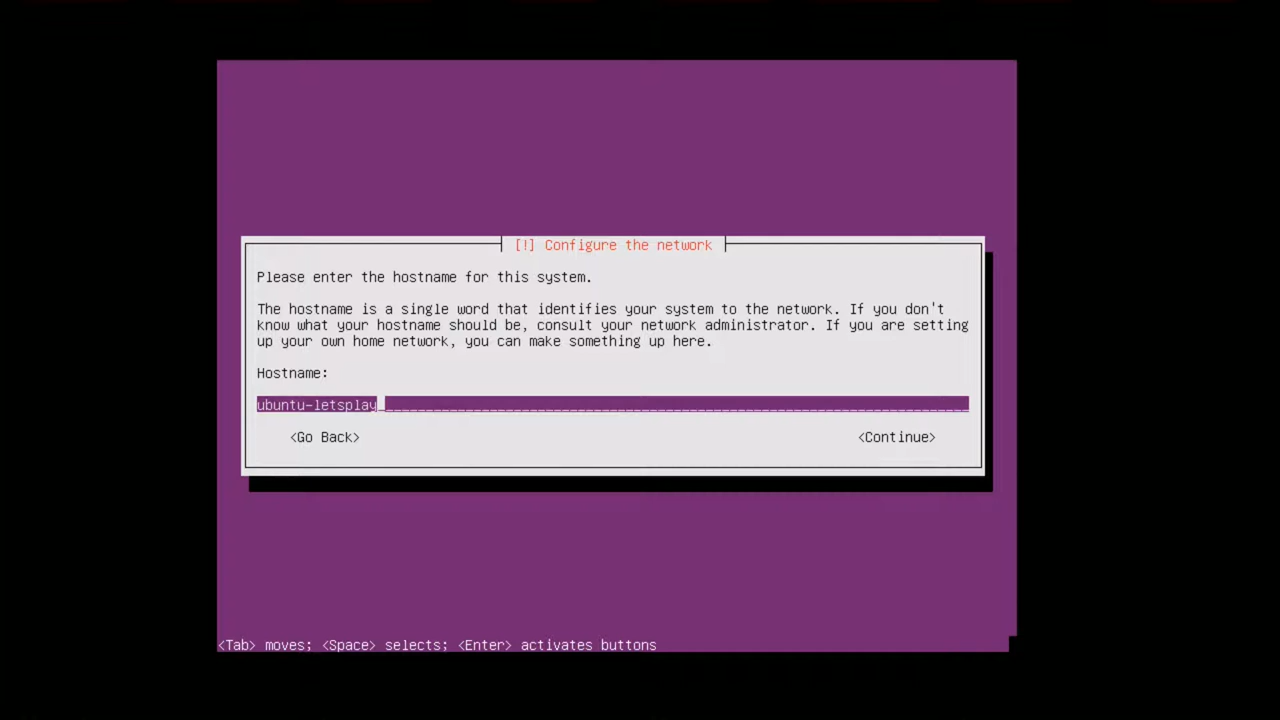 [!] Configure the network
Please enter the hostname for this system.
The hostname is a single word that identifies your system to the network. If you don't
know what your hostname should be, consult your network administrator. If you are setting
up your own home network, you can make something up here.
Hostname:
ubuntu-letsplay
<Go Back> <Continue>
<Tab> moves; <Space> selects; <Enter> activates buttons